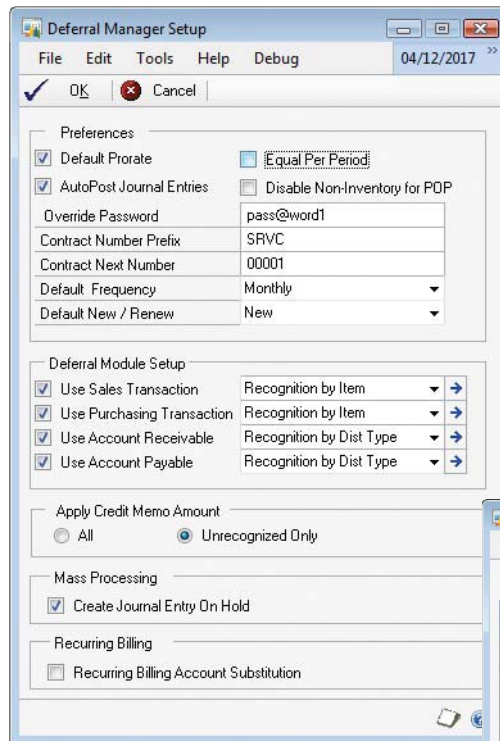 Deferral Manager Setup
File Edit Tools Help Debug 04/12/2017 »
OK Cancel
Preferences
Default Prorate Equal Per Period
AutoPost Journal Entries Disable Non-Inventory for POP
Override Password pass@word1
Contract Number Prefix SRVC
Contract Next Number 00001
Default Frequency Monthly
Default New / Renew New
Deferral Module Setup
Use Sales Transaction Recognition by Item
Use Purchasing Transaction Recognition by Item
Use Account Receivable Recognition by Dist Type
Use Account Payable Recognition by Dist Type
Apply Credit Memo Amount
All Unrecognized Only
Mass Processing
Create Journal Entry On Hold
Recurring Billing
Recurring Billing Account Substitution